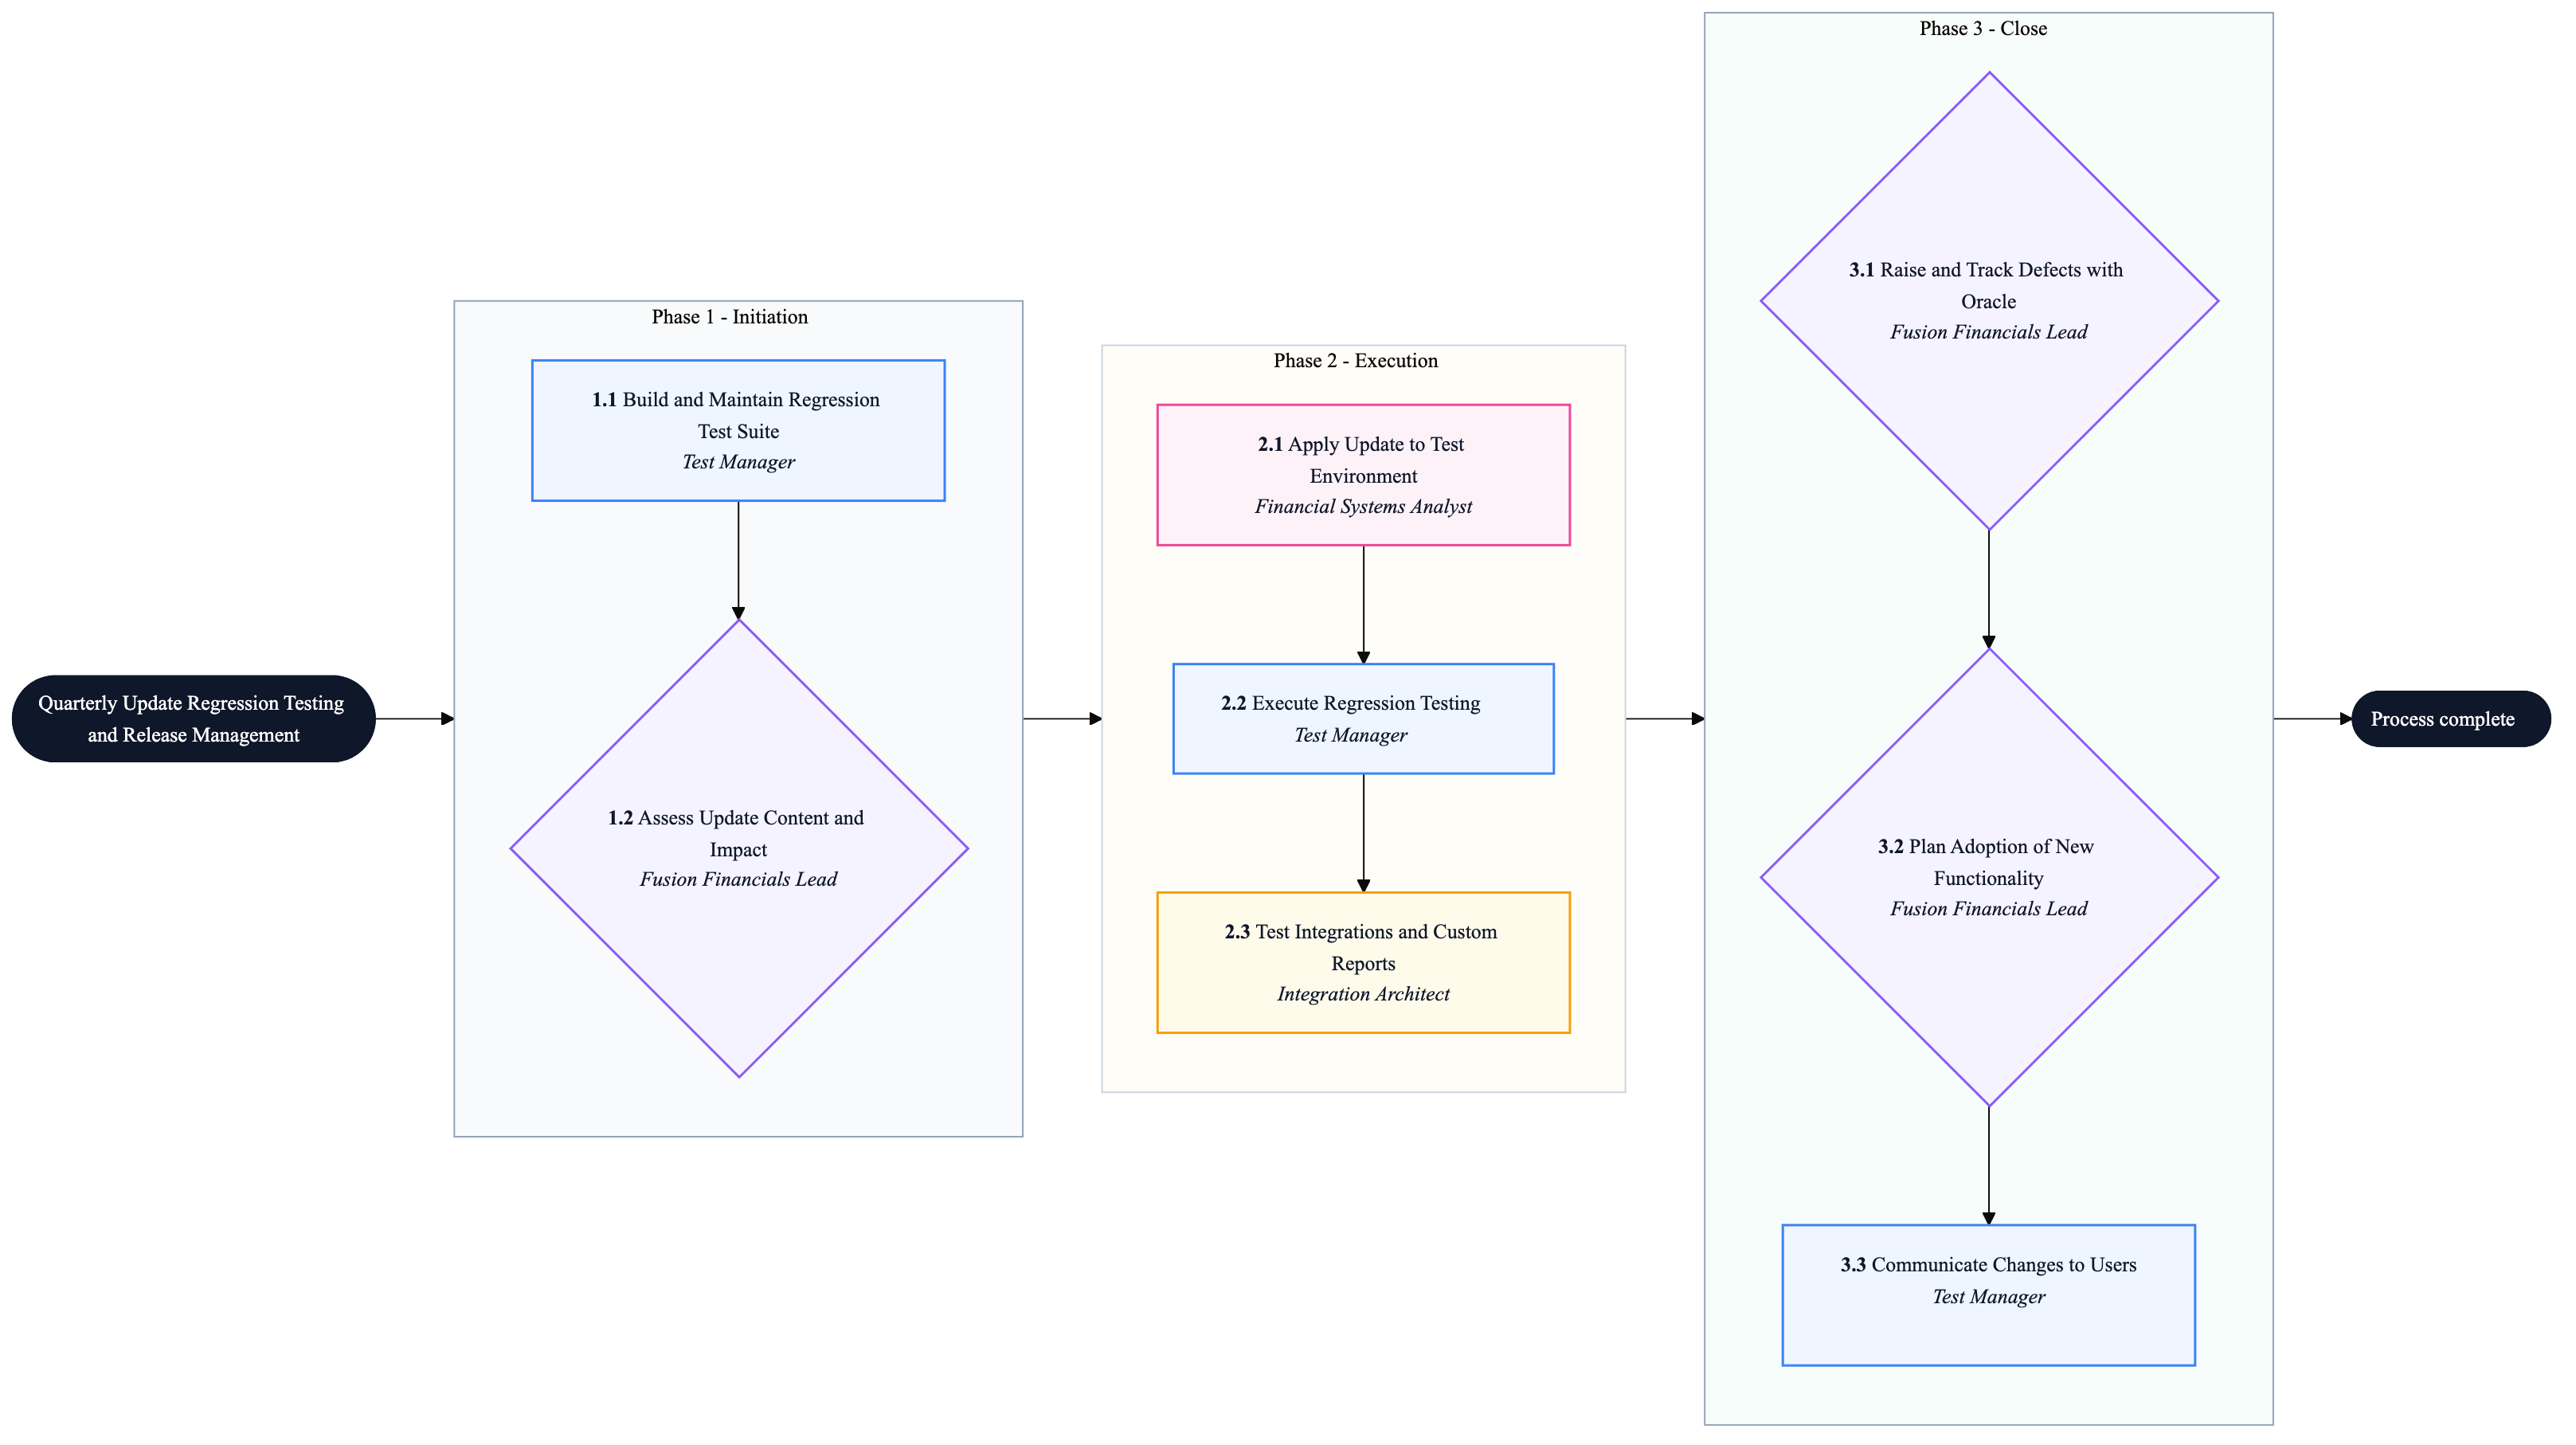 Quarterly Update Regression Testing
and Release Management
Phase 1 - Initiation
1.1 Build and Maintain Regression
Test Suite
Test Manager
1.2 Assess Update Content and
Impact
Fusion Financials Lead
Phase 2 - Execution
2.1 Apply Update to Test
Environment
Financial Systems Analyst
2.2 Execute Regression Testing
Test Manager
2.3 Test Integrations and Custom
Reports
Integration Architect
Phase 3 - Close
3.1 Raise and Track Defects with
Oracle
Fusion Financials Lead
3.2 Plan Adoption of New
Functionality
Fusion Financials Lead
3.3 Communicate Changes to Users
Test Manager
Process complete